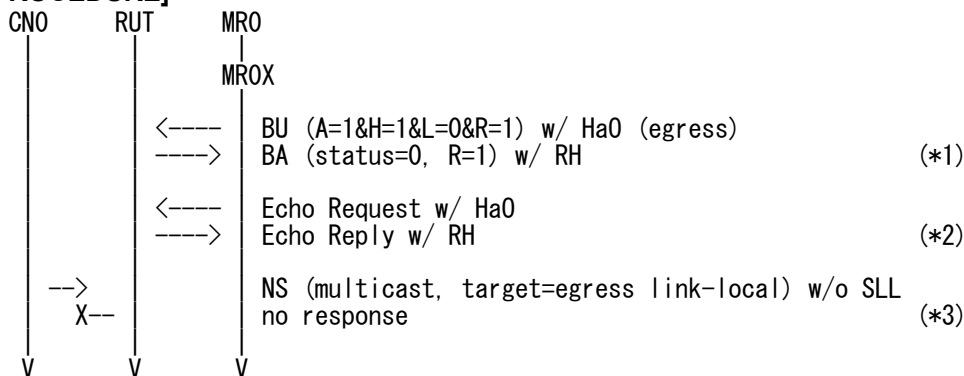 CN0 RUT MR0
MR0X
<---- BU (A=1&H=1&L=0&R=1) w/ HaO (egress)
----> BA (status=0, R=1) w/ RH (*1)
<---- Echo Request w/ HaO
----> Echo Reply w/ RH (*2)
--> NS (multicast, target=egress link-local) w/o SLL
X-- no response (*3)
V V V